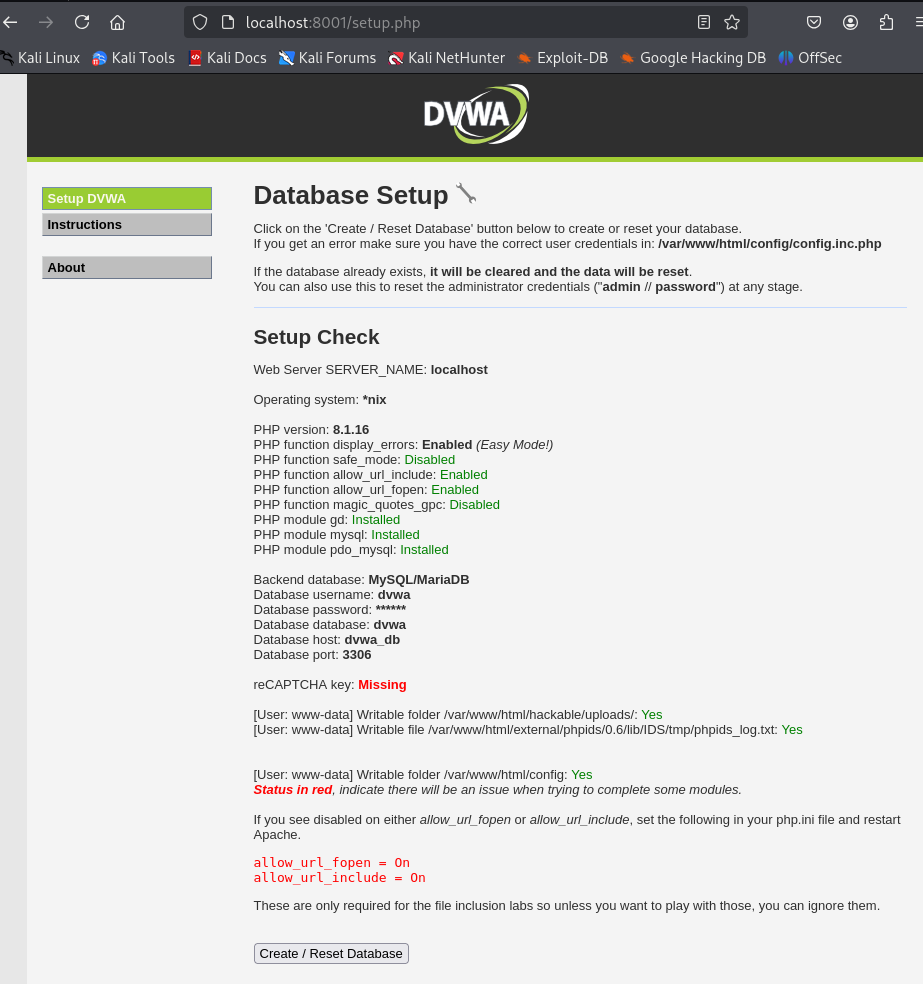 localhost:8001/setup.php
Kali Linux Kali Tools Kali Docs Kali Forums Kali NetHunter Exploit-DB Google Hacking DB OffSec
DVWA
Setup DVWA
Instructions
About
Database Setup
Click on the 'Create / Reset Database' button below to create or reset your database.
If you get an error make sure you have the correct user credentials in: /var/www/html/config/config.inc.php
If the database already exists, it will be cleared and the data will be reset.
You can also use this to reset the administrator credentials ("admin // password") at any stage.
Setup Check
Web Server SERVER_NAME: localhost
Operating system: *nix
PHP version: 8.1.16
PHP function display_errors: Enabled (Easy Mode!)
PHP function safe_mode: Disabled
PHP function allow_url_include: Enabled
PHP function allow_url_fopen: Enabled
PHP function magic_quotes_gpc: Disabled
PHP module gd: Installed
PHP module mysql: Installed
PHP module pdo_mysql: Installed
Backend database: MySQL/MariaDB
Database username: dvwa
Database password: ******
Database database: dvwa
Database host: dvwa_db
Database port: 3306
reCAPTCHA key: Missing
[User: www-data] Writable folder /var/www/html/hackable/uploads/: Yes
[User: www-data] Writable file /var/www/html/external/phpids/0.6/lib/IDS/tmp/phpids_log.txt: Yes
[User: www-data] Writable folder /var/www/html/config: Yes
Status in red, indicate there will be an issue when trying to complete some modules.
If you see disabled on either allow_url_fopen or allow_url_include, set the following in your php.ini file and restart
Apache.
allow_url_fopen = On
allow_url_include = On
These are only required for the file inclusion labs so unless you want to play with those, you can ignore them.
Create / Reset Database